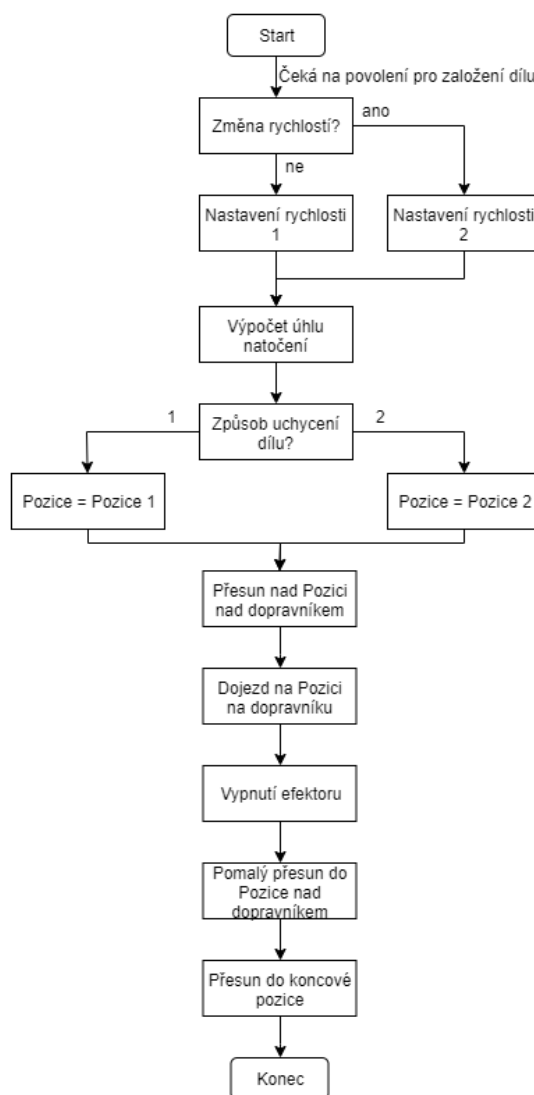 Start
Čeká na povolení pro založení dílu
Změna rychlostí?
ano
ne
Nastavení rychlosti
1
Nastavení rychlosti
2
Výpočet úhlu
natočení
1
Způsob uchycení
dílu?
2
Pozice = Pozice 1
Pozice = Pozice 2
Přesun nad Pozici
nad dopravníkem
Dojezd na Pozici
na dopravníku
Vypnutí efektoru
Pomalý přesun do
Pozice nad
dopravníkem
Přesun do koncové
pozice
Konec